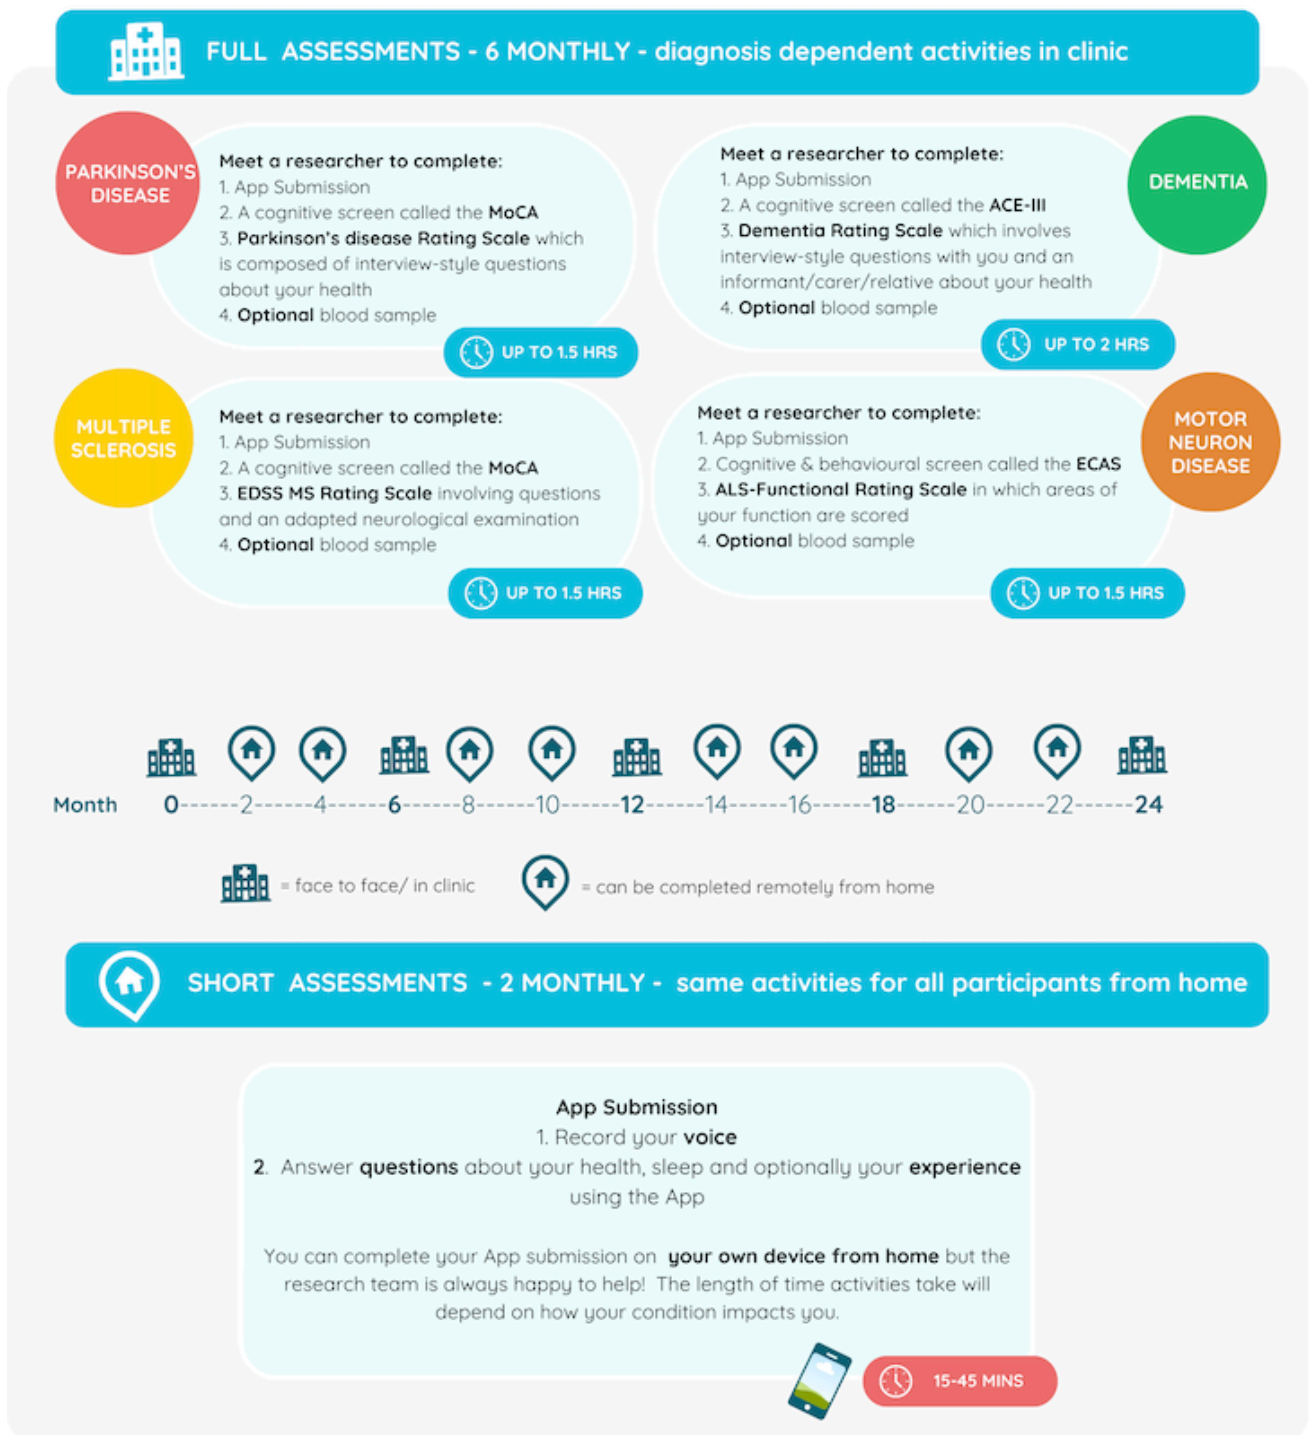 FULL ASSESSMENTS - 6 MONTHLY - diagnosis dependent activities in clinic
PARKINSON'S
DISEASE
Meet a researcher to complete:
1. App Submission
2. A cognitive screen called the MoCA
3. Parkinson's disease Rating Scale which
is composed of interview-style questions
about your health
4. Optional blood sample
UP TO 1.5 HRS
DEMENTIA
Meet a researcher to complete:
1. App Submission
2. A cognitive screen called the ACE-III
3. Dementia Rating Scale which involves
interview-style questions with you and an
informant/carer/relative about your health
4. Optional blood sample
UP TO 2 HRS
MULTIPLE
SCLEROSIS
Meet a researcher to complete:
1. App Submission
2. A cognitive screen called the MoCA
3. EDSS MS Rating Scale involving questions
and an adapted neurological examination
4. Optional blood sample
UP TO 1.5 HRS
MOTOR
NEURON
DISEASE
Meet a researcher to complete:
1. App Submission
2. Cognitive & behavioural screen called the ECAS
3. ALS-Functional Rating Scale in which areas of
your function are scored
4. Optional blood sample
UP TO 1.5 HRS
Month 0------2------4------6------8------10------12------14------16------18------20------22------24
= face to face/ in clinic
= can be completed remotely from home
SHORT ASSESSMENTS - 2 MONTHLY - same activities for all participants from home
App Submission
1. Record your voice
2. Answer questions about your health, sleep and optionally your experience
using the App
You can complete your App submission on your own device from home but the
research team is always happy to help! The length of time activities take will
depend on how your condition impacts you.
15-45 MINS